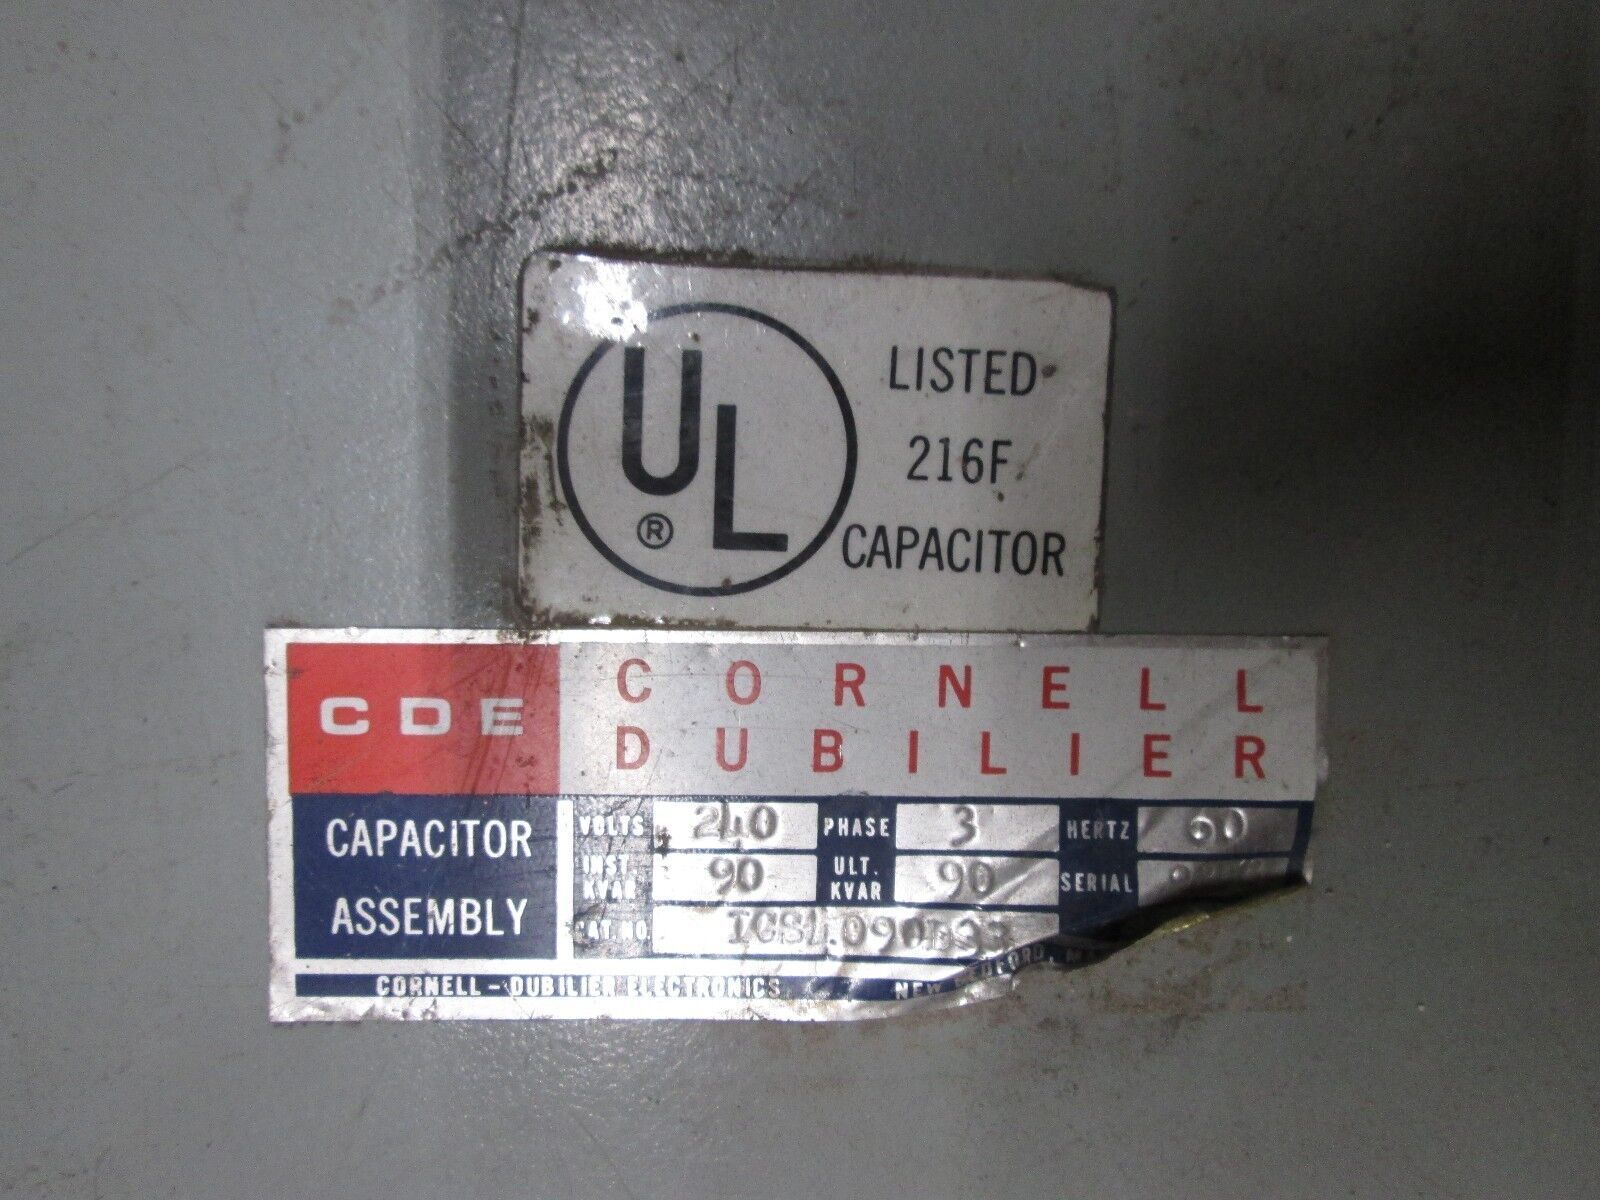 UL
®
LISTED
216F
CAPACITOR
CDE
CORNELL
DUBILIER
CAPACITOR
ASSEMBLY
VOLTS 240 PHASE 3 HERTZ 60
INST KVAR 90 ULT. KVAR 90 SERIAL
CAT. NO.
CORNELL-DUBILIER ELECTRONICS NEW